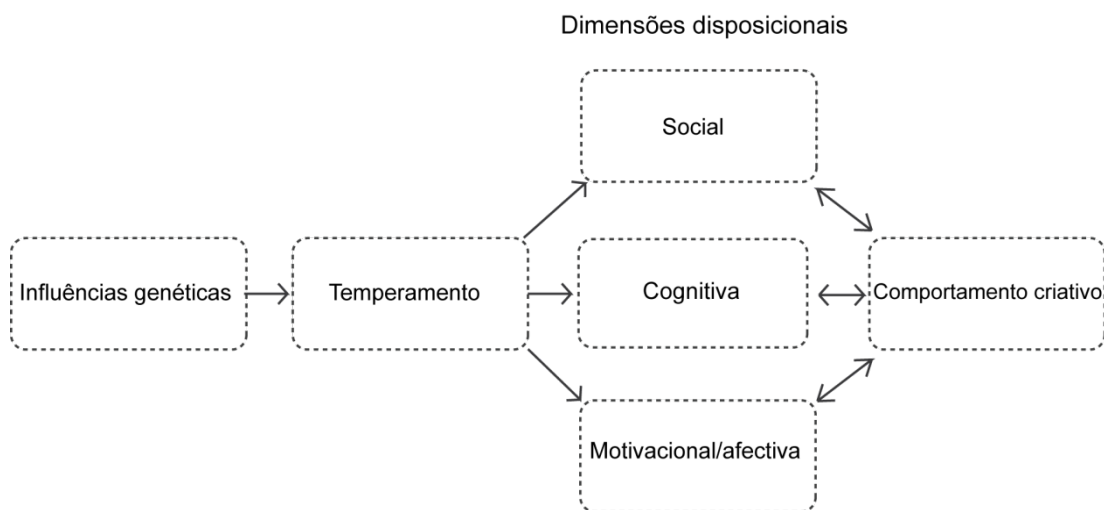 Dimensões disposicionais
Social
Influências genéticas
Temperamento
Cognitiva
Comportamento criativo
Motivacional/afectiva